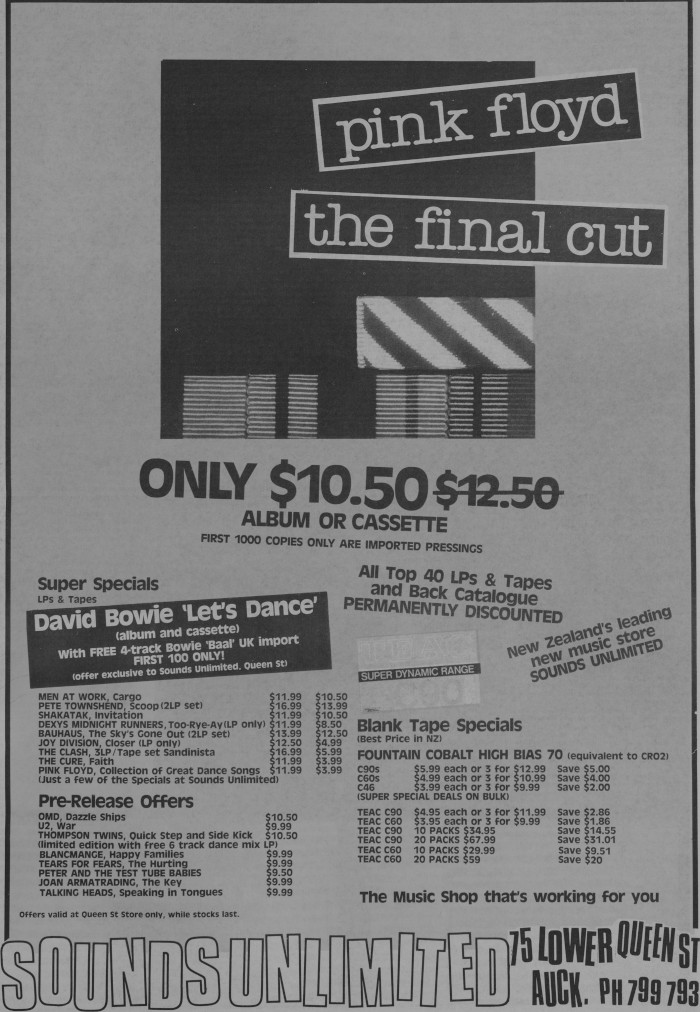 pink floyd
the final cut
ONLY $10.50 $12.50
ALBUM OR CASSETTE
FIRST 1000 COPIES ONLY ARE IMPORTED PRESSINGS
Super Specials
LPs & Tapes
David Bowie 'Let's Dance'
(album and cassette)
With FREE 4-track Bowie 'Baal' UK import
FIRST 100 ONLY!
(offer exclusive to Sounds Unlimited, Queen St)
MEN AT WORK, Cargo $11.99 $10.50
PETE TOWNSHEND, Scoop (2LP set) $16.99 $13.99
SHAKATAK, Invitation $11.99 $10.50
DEXYS MIDNIGHT RUNNERS, Too-Rye-Ay (LP only) $11.99 $8.50
BAUHAUS, The Sky's Gone Out (2LP set) $13.99 $12.50
JOY DIVISION, Closer (LP only) $12.50 $4.99
THE CLASH, 3LP/Tape set Sandinista $16.99 $5.99
THE CURE, Faith $11.99 $3.99
PINK FLOYD, Collection of Great Dance Songs $11.99 $3.99
(Just a few of the Specials at Sounds Unlimited)
Pre-Release Offers
OMD, Dazzle Ships $10.50
U2, War $9.99
THOMPSON TWINS, Quick Step and Side Kick $10.50
(limited edition with free 6 track dance mix LP)
BLANCMANGE, Happy Families $9.99
TEARS FOR FEARS, The Hurting $9.99
PETER AND THE TEST TUBE BABIES $9.50
JOAN ARMATRADING, The Key $9.99
TALKING HEADS, Speaking in Tongues $9.99
Offers valid at Queen St Store only, while stocks last.
All Top 40 LPs & Tapes
and Back Catalogue
PERMANENTLY DISCOUNTED
SUPER DYNAMIC RANGE
New Zealand's leading
new music store
SOUNDS UNLIMITED
Blank Tape Specials
(Best Price in NZ)
FOUNTAIN COBALT HIGH BIAS 70 (equivalent to CRO2)
C90s $5.99 each or 3 for $12.99 Save $5.00
C60s $4.99 each or 3 for $10.99 Save $4.00
C46 $3.99 each or 3 for $9.99 Save $2.00
(SUPER SPECIAL DEALS ON BULK)
TEAC C90 $4.95 each or 3 for $11.99 Save $2.86
TEAC C60 $3.95 each or 3 for $9.99 Save $1.86
TEAC C90 10 PACKS $34.95 Save $14.55
TEAC C90 20 PACKS $67.99 Save $31.01
TEAC C60 10 PACKS $29.99 Save $9.51
TEAC C60 20 PACKS $59 Save $20
The Music Shop that's working for you
SOUNDS UNLIMITED
75 LOWER QUEEN ST
AUCK. PH 799 793